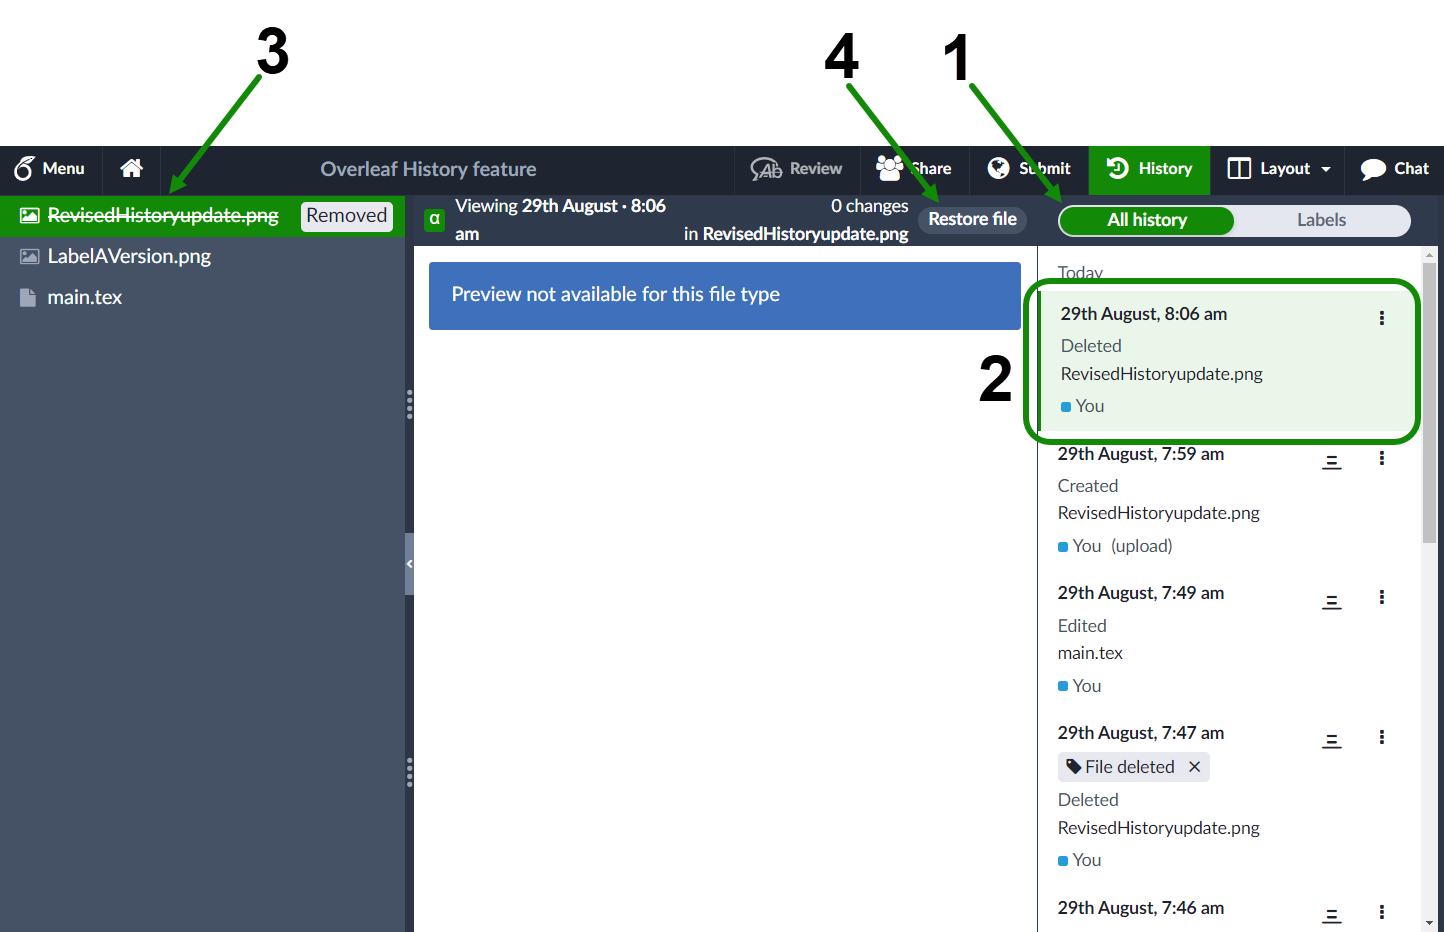 3
4
1
Menu
Overleaf History feature
Review
Share
Submit
History
Layout
Chat
RevisedHistoryupdate.png
Removed
LabelAVersion.png
main.tex
α
Viewing 29th August · 8:06
am
0 changes
in RevisedHistoryupdate.png
Restore file
All history
Labels
Preview not available for this file type
2
Today
29th August, 8:06 am
Deleted
RevisedHistoryupdate.png
You
29th August, 7:59 am
Created
RevisedHistoryupdate.png
You (upload)
29th August, 7:49 am
Edited
main.tex
You
29th August, 7:47 am
File deleted ×
Deleted
RevisedHistoryupdate.png
You
29th August, 7:46 am